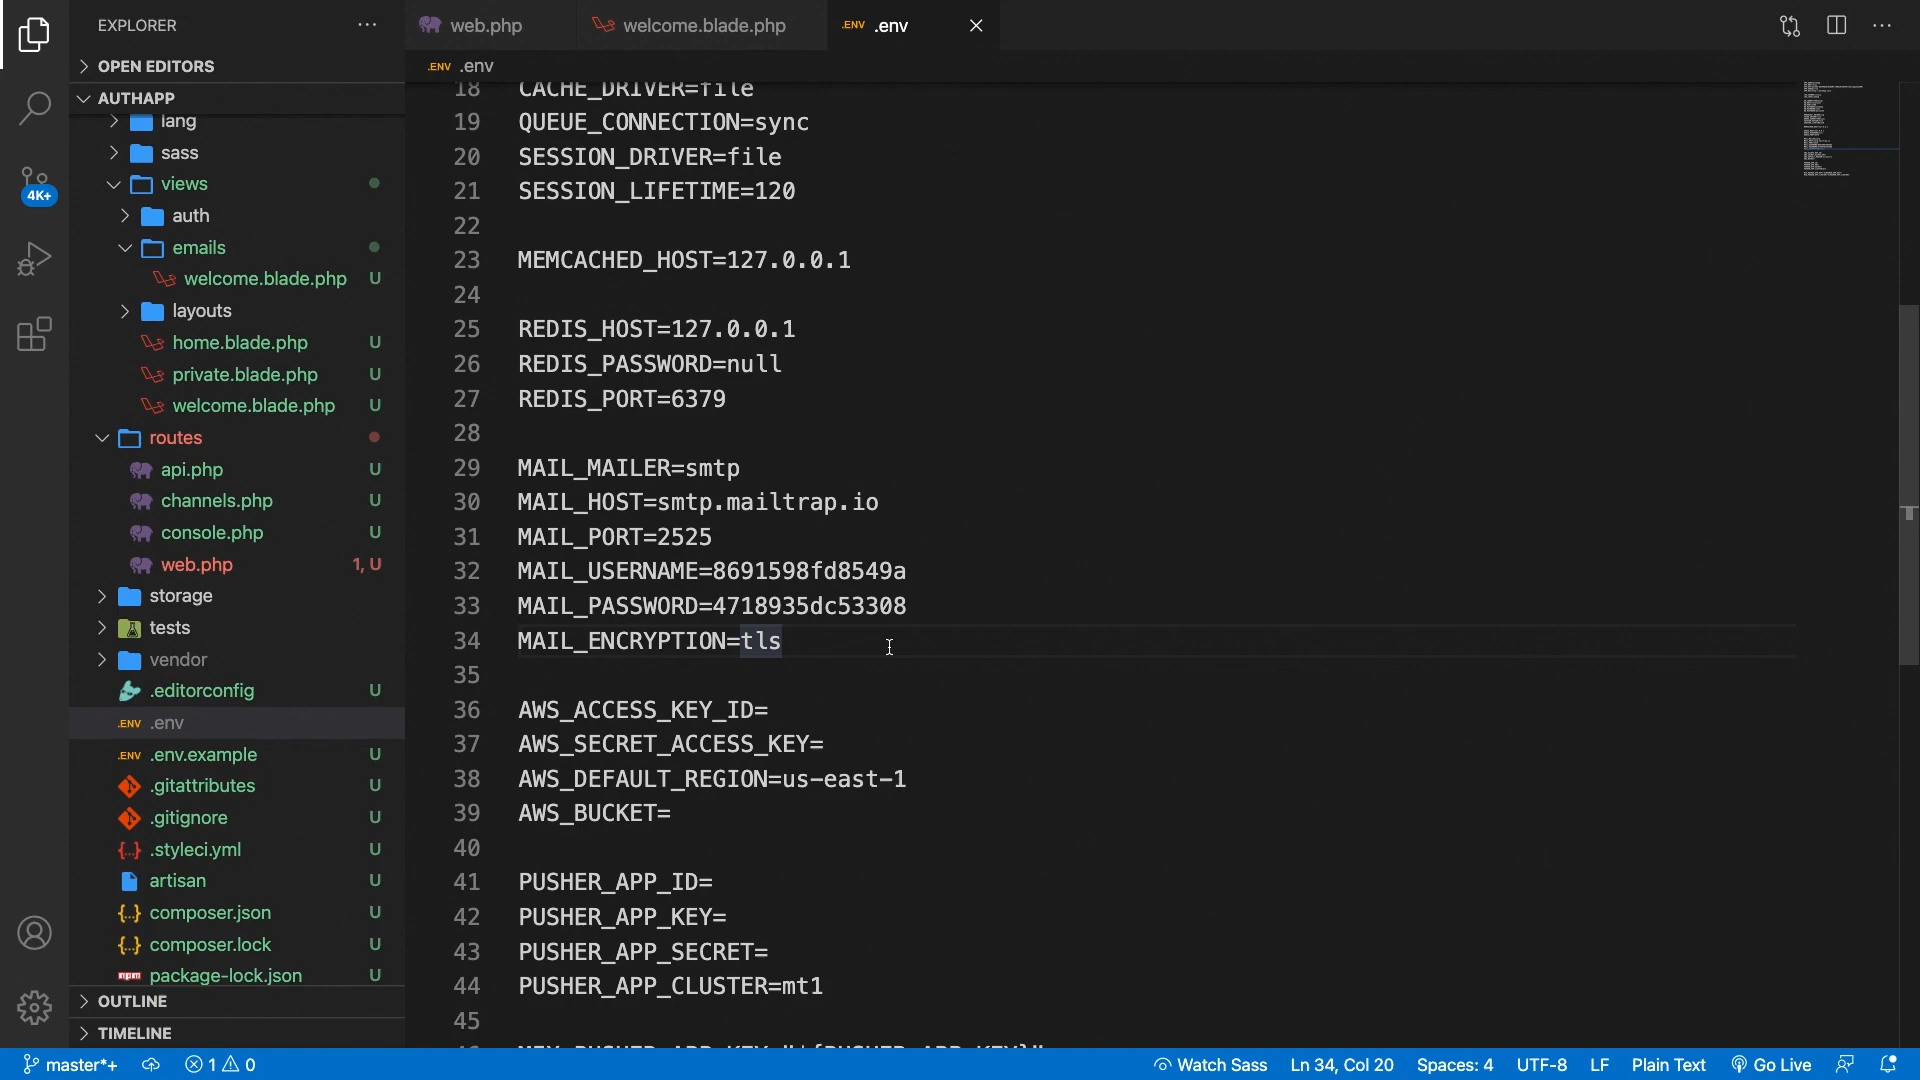 EXPLORER
web.php
welcome.blade.php
.ENV .env
OPEN EDITORS
.ENV .env
AUTHAPP
lang
sass
views
auth
emails
welcome.blade.php U
layouts
home.blade.php U
private.blade.php U
welcome.blade.php U
routes
api.php U
channels.php U
console.php U
web.php 1, U
storage
tests
vendor
.editorconfig U
.ENV .env
.ENV .env.example U
.gitattributes U
.gitignore U
.styleci.yml U
artisan U
composer.json U
composer.lock U
npm package-lock.json U
OUTLINE
TIMELINE
4K+
18 CACHE_DRIVER=file
19 QUEUE_CONNECTION=sync
20 SESSION_DRIVER=file
21 SESSION_LIFETIME=120
22
23 MEMCACHED_HOST=127.0.0.1
24
25 REDIS_HOST=127.0.0.1
26 REDIS_PASSWORD=null
27 REDIS_PORT=6379
28
29 MAIL_MAILER=smtp
30 MAIL_HOST=smtp.mailtrap.io
31 MAIL_PORT=2525
32 MAIL_USERNAME=8691598fd8549a
33 MAIL_PASSWORD=4718935dc53308
34 MAIL_ENCRYPTION=tls
35
36 AWS_ACCESS_KEY_ID=
37 AWS_SECRET_ACCESS_KEY=
38 AWS_DEFAULT_REGION=us-east-1
39 AWS_BUCKET=
40
41 PUSHER_APP_ID=
42 PUSHER_APP_KEY=
43 PUSHER_APP_SECRET=
44 PUSHER_APP_CLUSTER=mt1
45
master*+ 1 0 Watch Sass Ln 34, Col 20 Spaces: 4 UTF-8 LF Plain Text Go Live